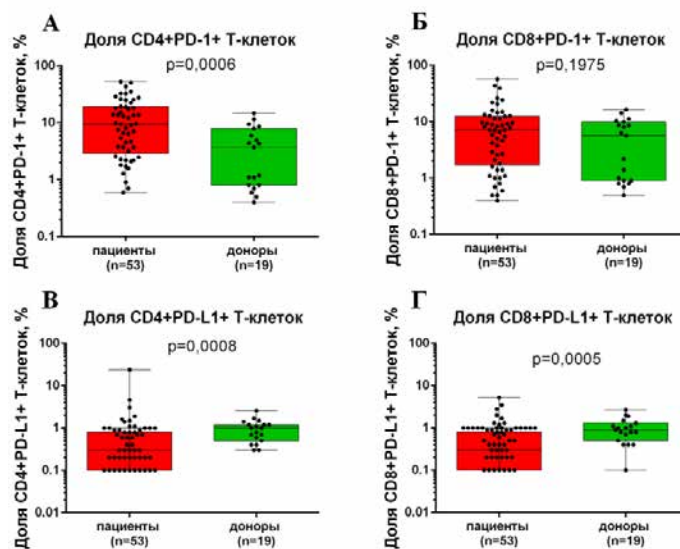 А
Доля CD4+PD-1+ Т-клеток
p=0,0006
Доля CD4+PD-1+ Т-клеток, %
100
10
1
0.1
пациенты
(n=53)
доноры
(n=19)
Б
Доля CD8+PD-1+ Т-клеток
p=0,1975
Доля CD8+PD-1+ Т-клеток, %
100
10
1
0.1
пациенты
(n=53)
доноры
(n=19)
В
Доля CD4+PD-L1+ Т-клеток
p=0,0008
Доля CD4+PD-L1+ Т-клеток, %
100
10
1
0.1
0.01
пациенты
(n=53)
доноры
(n=19)
Г
Доля CD8+PD-L1+ Т-клеток
p=0,0005
Доля CD8+PD-L1+ Т-клеток, %
100
10
1
0.1
0.01
пациенты
(n=53)
доноры
(n=19)